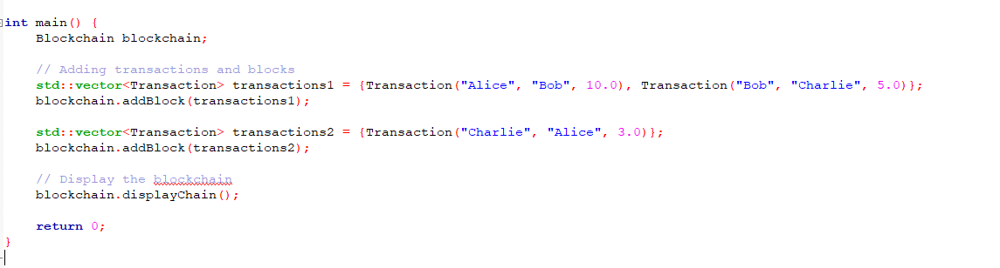 int main() {
    Blockchain blockchain;
    // Adding transactions and blocks
    std::vector<Transaction> transactions1 = {Transaction("Alice", "Bob", 10.0), Transaction("Bob", "Charlie", 5.0)};
    blockchain.addBlock(transactions1);
    std::vector<Transaction> transactions2 = {Transaction("Charlie", "Alice", 3.0)};
    blockchain.addBlock(transactions2);
    // Display the blockchain
    blockchain.displayChain();
    return 0;
}